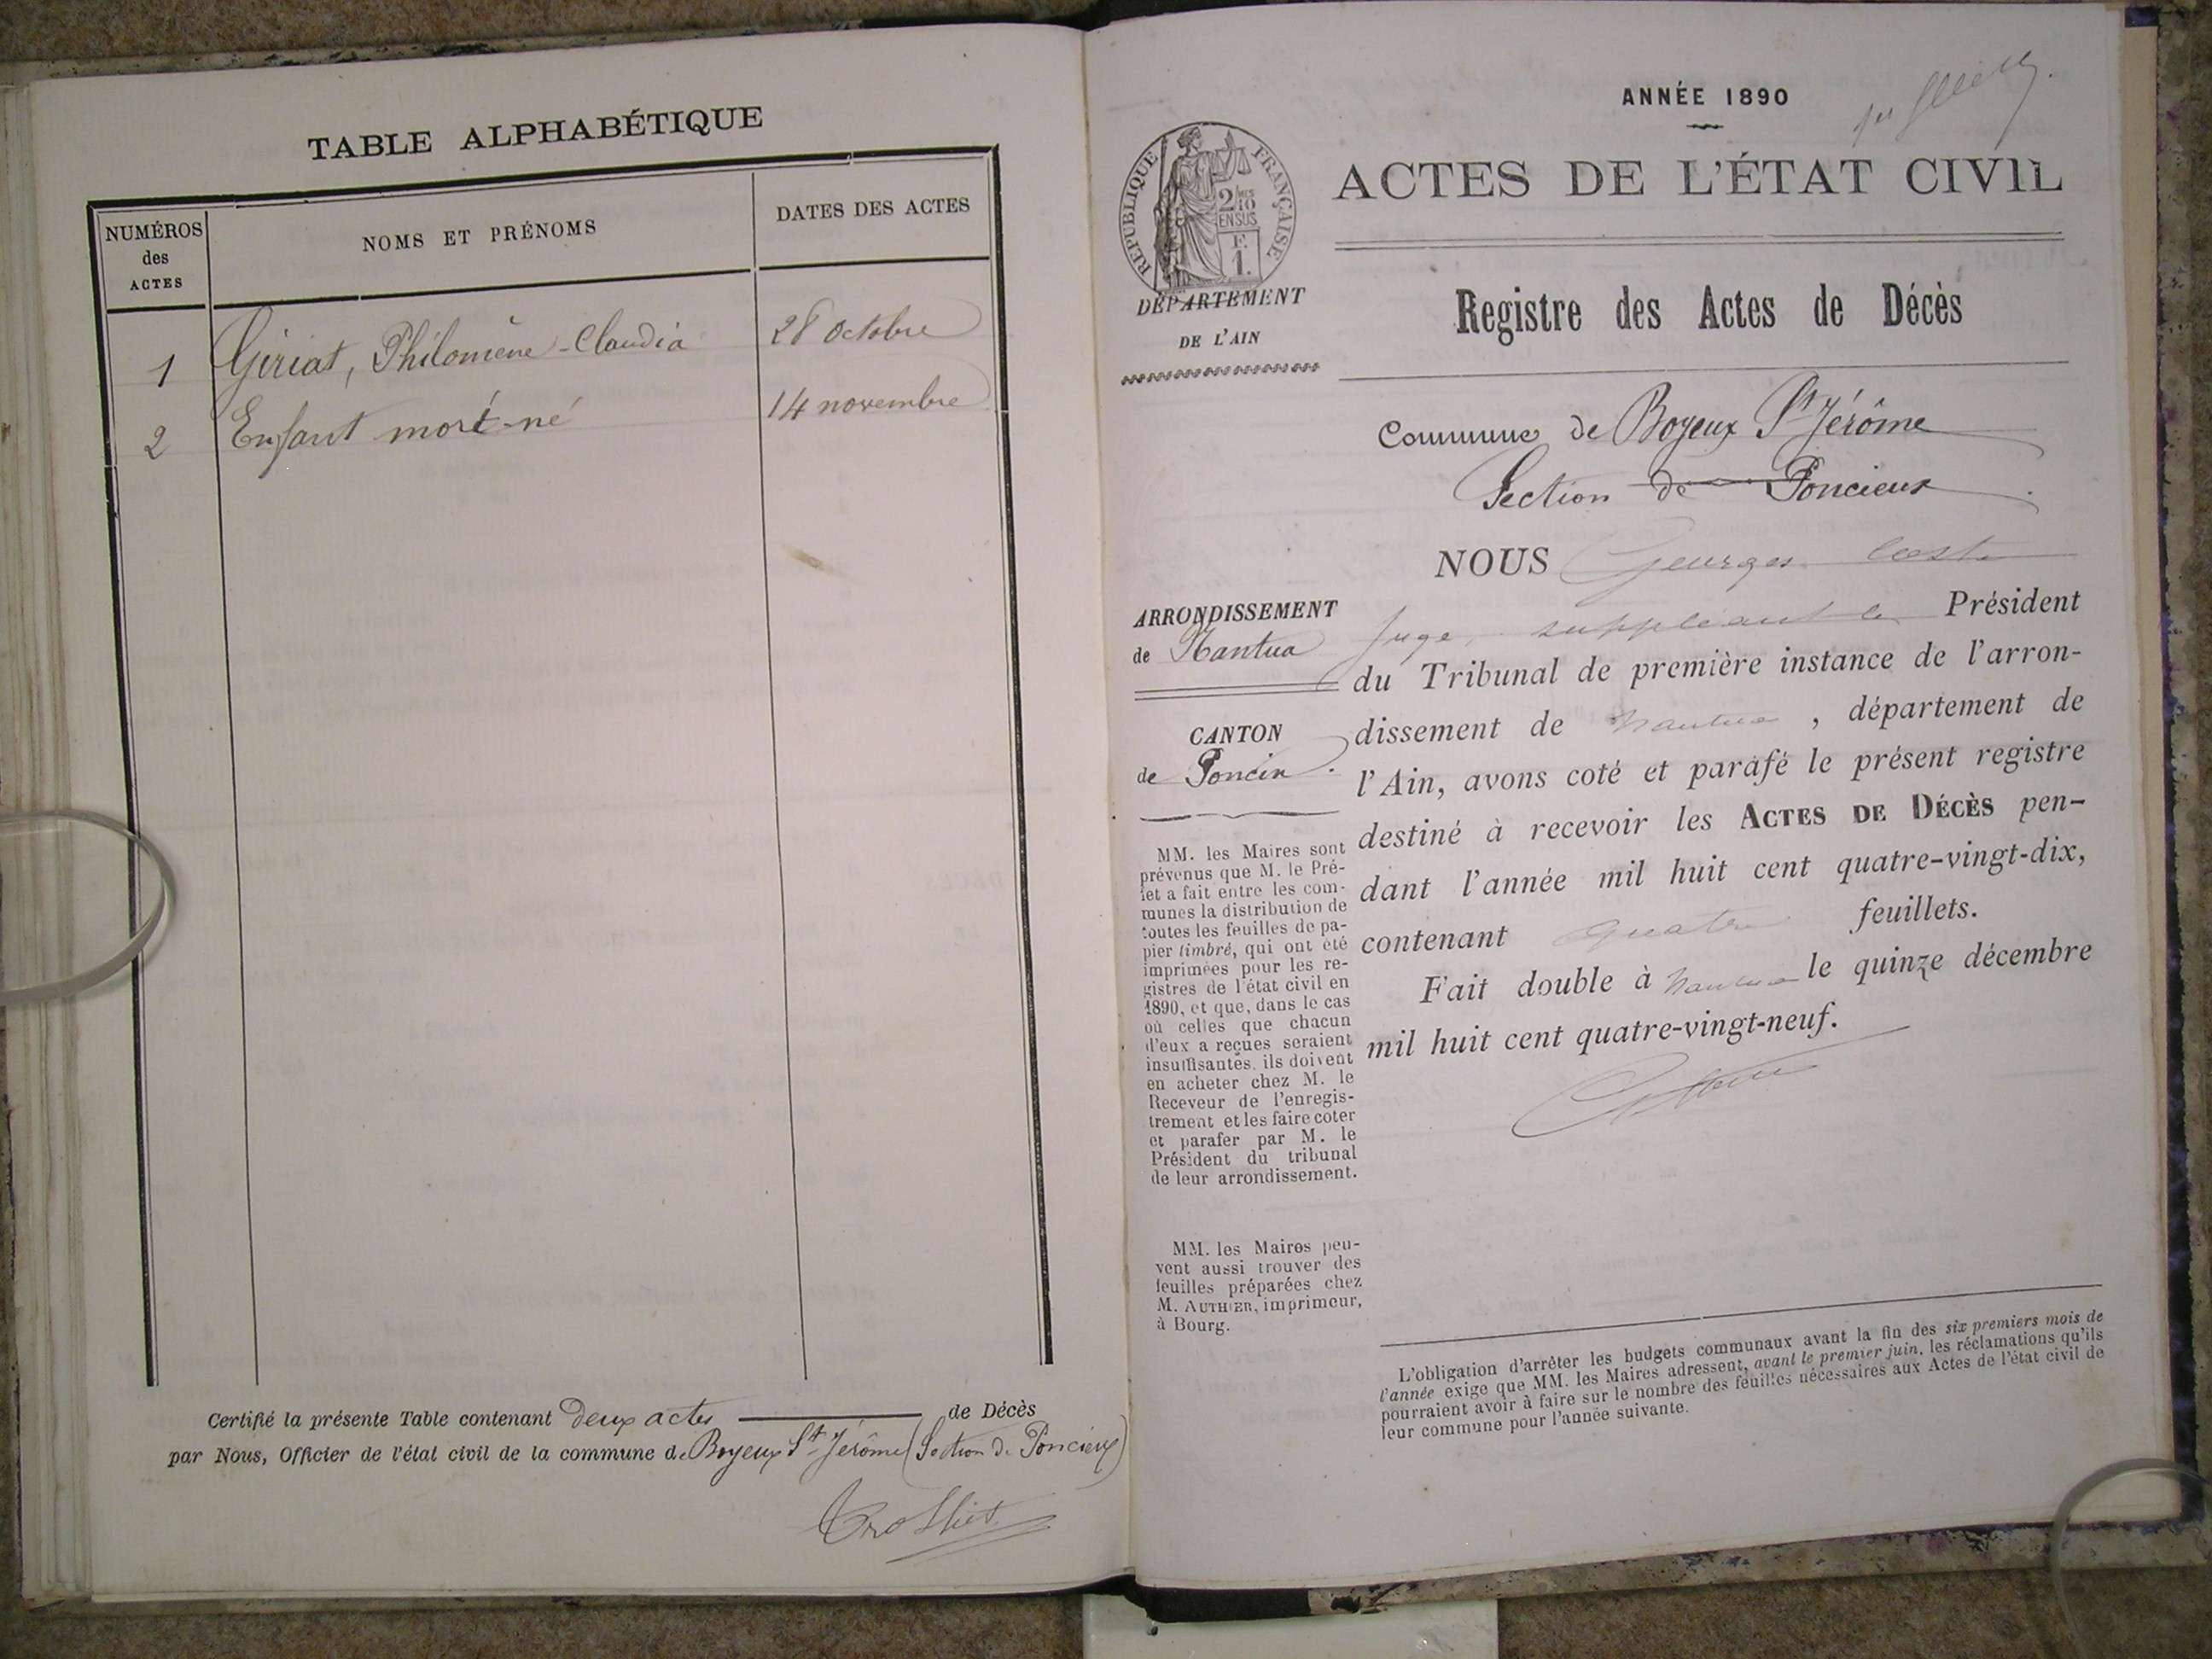 TABLE ALPHABÉTIQUE
NUMÉROS
des
ACTES
NOMS ET PRÉNOMS
DATES DES ACTES
1 Giriat, Philomène-Claudia 28 octobre
2 Enfant mort-né 14 novembre
Certifié la présente Table contenant deux actes de Décès
par Nous, Officier de l'état civil de la commune de Boyeux St Jérôme (Section de Poncieux)
ANNÉE 1890
1er feuillet
RÉPUBLIQUE FRANÇAISE
2/10 MES
EN SUS
F.
1.
ACTES DE L'ÉTAT CIVIL
DÉPARTEMENT
DE L'AIN
Registre des Actes de Décès
Commune de Boyeux St Jérôme
Section de Poncieux
ARRONDISSEMENT
de Nantua
CANTON
de Poncin.
MM. les Maires sont
prévenus que M. le Pré-
fet a fait entre les com-
munes la distribution de
toutes les feuilles de pa-
pier timbré, qui ont été
imprimées pour les re-
gistres de l'état civil en
1890, et que, dans le cas
où celles que chacun
d'eux a reçues seraient
insuffisantes, ils doivent
en acheter chez M. le
Receveur de l'enregis-
trement et les faire coter
et parafer par M. le
Président du tribunal
de leur arrondissement.
MM. les Maires peu-
vent aussi trouver des
feuilles préparées chez
M. AUTHIER, imprimeur,
à Bourg.
NOUS Georges Coste
Juge, suppléant le Président
du Tribunal de première instance de l'arron-
dissement de Nantua, département de
l'Ain, avons coté et parafé le présent registre
destiné à recevoir les ACTES DE DÉCÈS pen-
dant l'année mil huit cent quatre-vingt-dix,
contenant quatre feuillets.
Fait double à Nantua le quinze décembre
mil huit cent quatre-vingt-neuf.
L'obligation d'arrêter les budgets communaux avant la fin des six premiers mois de
l'année exige que MM. les Maires adressent, avant le premier juin, les réclamations qu'ils
pourraient avoir à faire sur le nombre des feuilles nécessaires aux Actes de l'état civil de
leur commune pour l'année suivante.